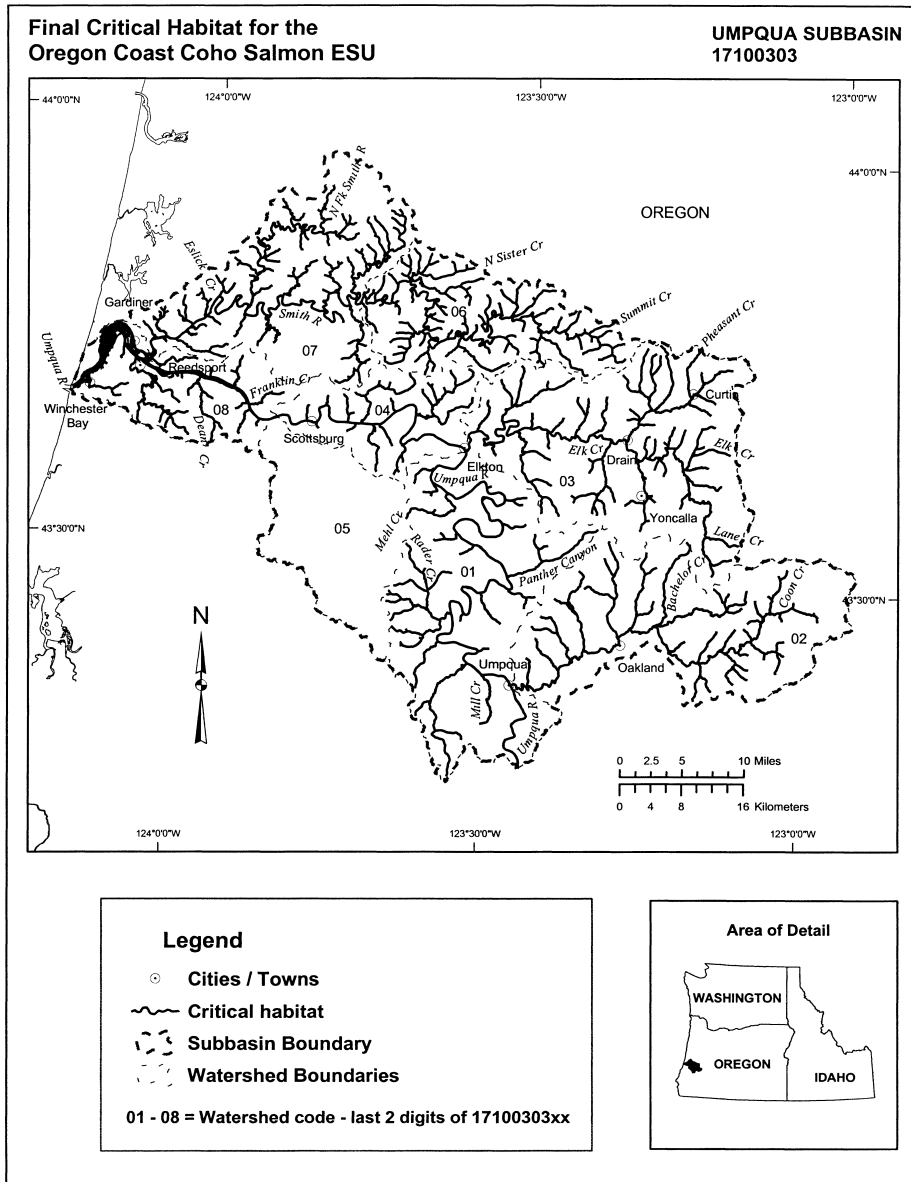 Final Critical Habitat for the
Oregon Coast Coho Salmon ESU
UMPQUA SUBBASIN
17100303
124°0'0"W
123°30'0"W
123°0'0"W
44°0'0"N
44°0'0"N
OREGON
N Fk Smith R
Eslick Cr
N Sister Cr
Summit Cr
Pheasant Cr
Gardiner
Smith R
06
07
Umpqua R
Reedsport
Franklin Cr
Curtin
Winchester
Bay
08
04
Dean Cr
Scottsburg
Elk Cr
Drain
Elk Cr
Elkton
Umpqua R
03
Yoncalla
43°30'0"N
05
Mehl Cr
Rader Cr
Lane Cr
01
Panther Canyon
Bachelor Cr
Coon Cr
43°30'0"N
02
N
Umpqua
Oakland
Mill Cr
Umpqua R
0 2.5 5 10 Miles
0 4 8 16 Kilometers
124°0'0"W
123°30'0"W
123°0'0"W
Legend
Cities / Towns
Critical habitat
Subbasin Boundary
Watershed Boundaries
01 - 08 = Watershed code - last 2 digits of 17100303xx
Area of Detail
WASHINGTON
OREGON
IDAHO